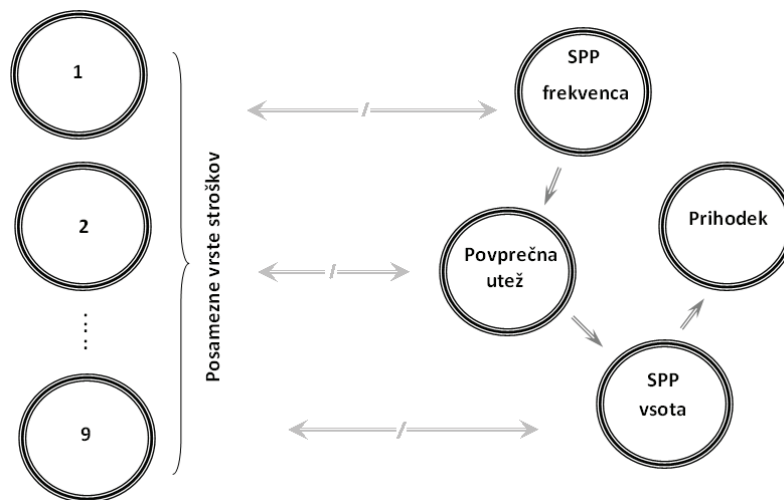 1
2
......
9
Posamezne vrste stroškov
SPP
frekvenca
Povprečna
utež
Prihodek
SPP
vsota